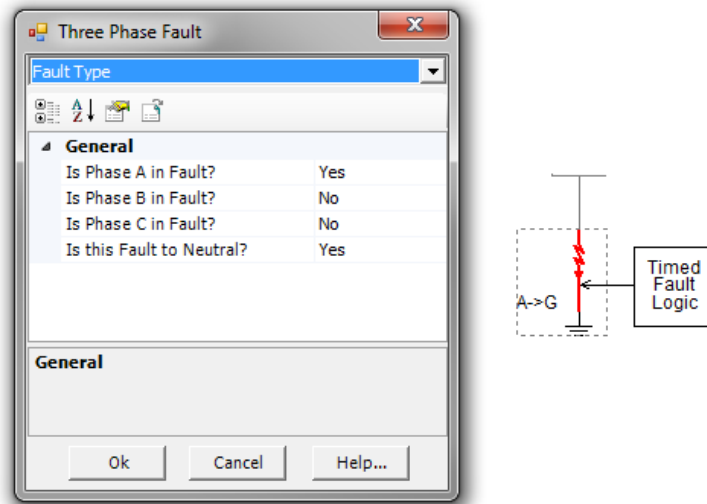 Three Phase Fault
Fault Type
General
Is Phase A in Fault? Yes
Is Phase B in Fault? No
Is Phase C in Fault? No
Is this Fault to Neutral? Yes
General
Ok Cancel Help...
A->G
Timed
Fault
Logic